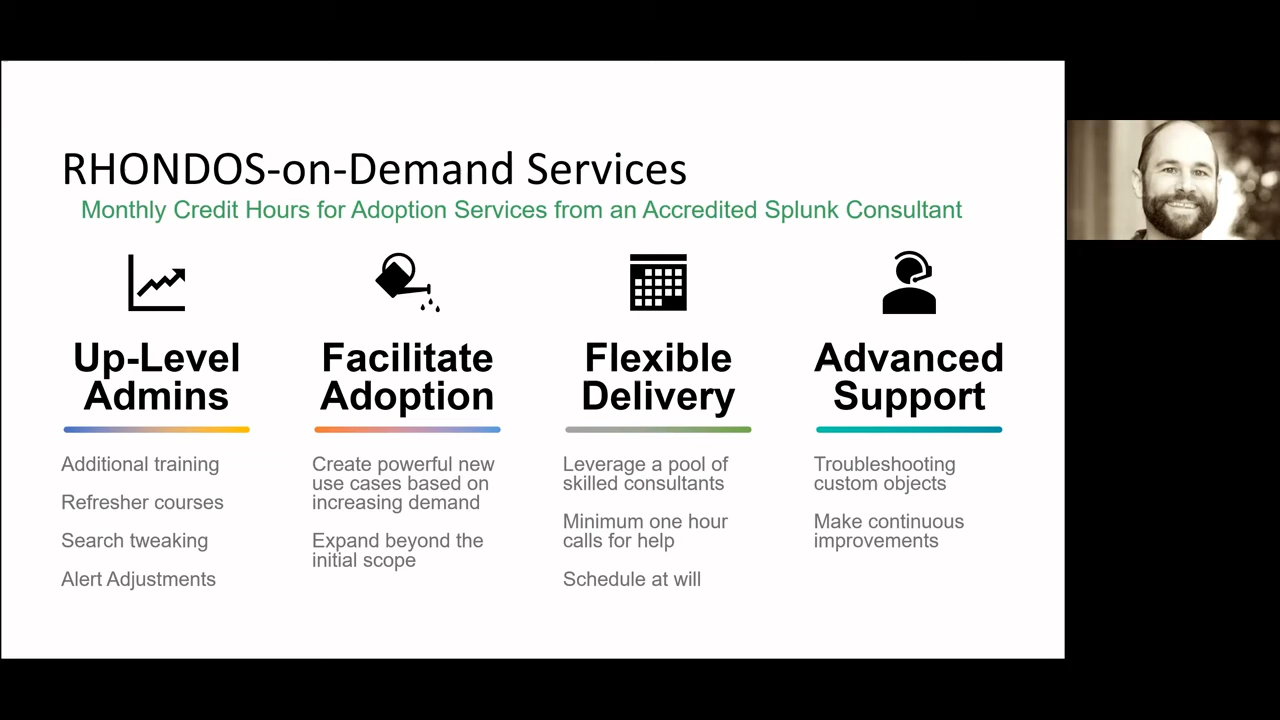 RHONDOS-on-Demand Services
Monthly Credit Hours for Adoption Services from an Accredited Splunk Consultant
Up-Level
Admins
Additional training
Refresher courses
Search tweaking
Alert Adjustments
Facilitate
Adoption
Create powerful new
use cases based on
increasing demand
Expand beyond the
initial scope
Flexible
Delivery
Leverage a pool of
skilled consultants
Minimum one hour
calls for help
Schedule at will
Advanced
Support
Troubleshooting
custom objects
Make continuous
improvements